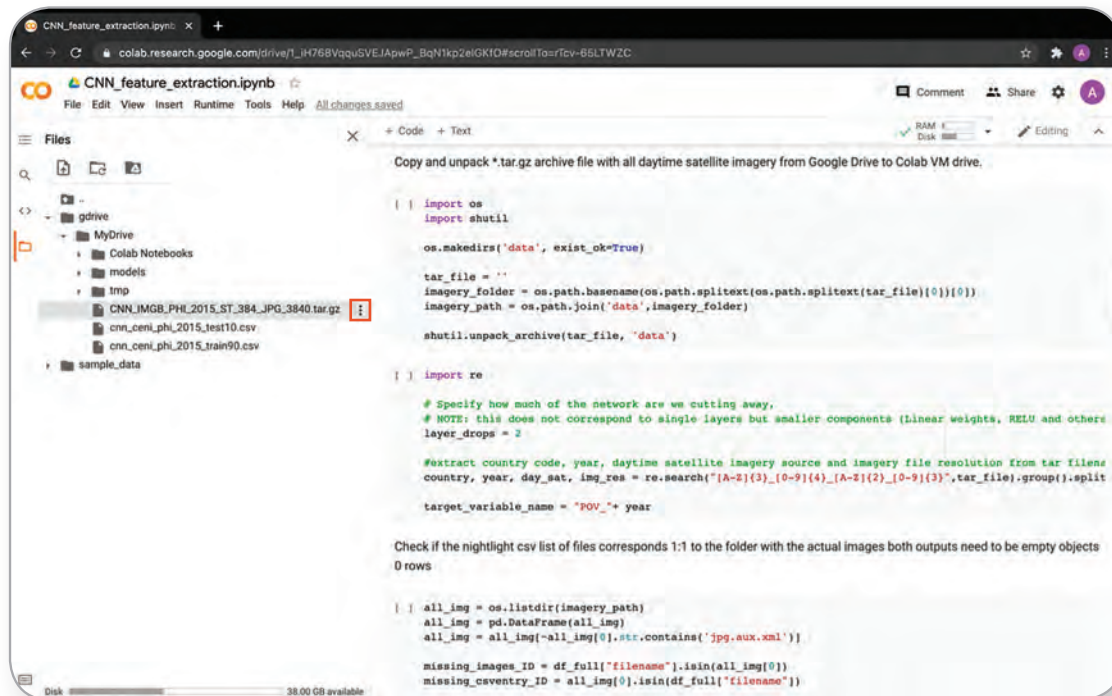 CNN_feature_extraction.ipynb
colab.research.google.com/drive/1_iH768VqquSVEJApwP_BqN1kp2elGKfO#scrollTo=rTcv-65LTWZC
A
CNN_feature_extraction.ipynb
File Edit View Insert Runtime Tools Help All changes saved
Comment Share A
Files
+ Code + Text
RAM
Disk
Editing
..
gdrive
MyDrive
Colab Notebooks
models
tmp
CNN_IMGB_PHI_2015_ST_384_JPG_3840.tar.gz
cnn_ceni_phi_2015_test10.csv
cnn_ceni_phi_2015_train90.csv
sample_data
Disk 38.00 GB available
Copy and unpack *.tar.gz archive file with all daytime satellite imagery from Google Drive to Colab VM drive.
[ ] import os
import shutil
os.makedirs('data', exist_ok=True)
tar_file = ''
imagery_folder = os.path.basename(os.path.splitext(os.path.splitext(tar_file)[0])[0])
imagery_path = os.path.join('data',imagery_folder)
shutil.unpack_archive(tar_file, 'data')
[ ] import re
# Specify how much of the network are we cutting away,
# NOTE: this does not correspond to single layers but smaller components (Linear weights, RELU and others
layer_drops = 2
#extract country code, year, daytime satellite imagery source and imagery file resolution from tar filena
country, year, day_sat, img_res = re.search("[A-Z]{3}_[0-9]{4}_[A-Z]{2}_[0-9]{3}",tar_file).group().split
target_variable_name = "POV_"+ year
Check if the nightlight csv list of files corresponds 1:1 to the folder with the actual images both outputs need to be empty objects
0 rows
[ ] all_img = os.listdir(imagery_path)
all_img = pd.DataFrame(all_img)
all_img = all_img[~all_img[0].str.contains('jpg.aux.xml')]
missing_images_ID = df_full["filename"].isin(all_img[0])
missing_csventry_ID = all_img[0].isin(df_full["filename"])